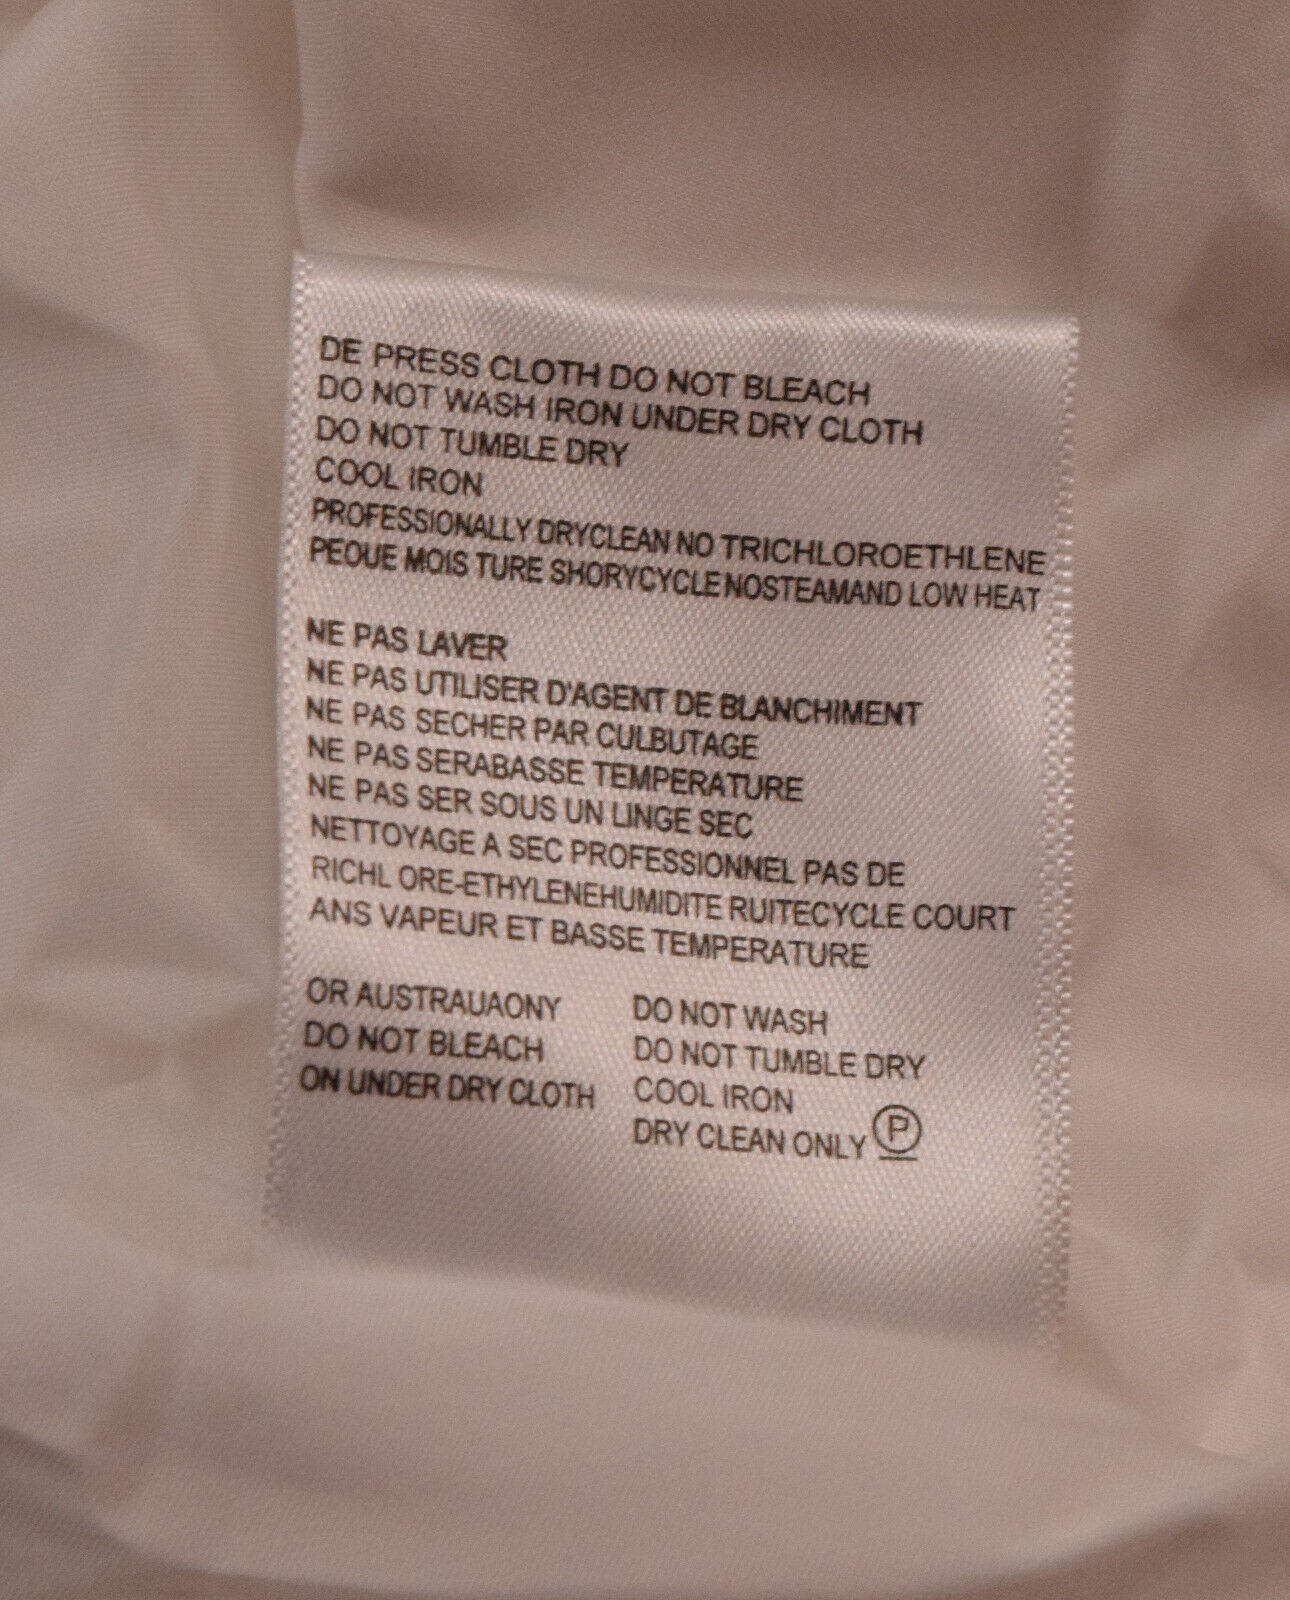 DE PRESS CLOTH DO NOT BLEACH
DO NOT WASH IRON UNDER DRY CLOTH
DO NOT TUMBLE DRY
COOL IRON
PROFESSIONALLY DRYCLEAN NO TRICHLOROETHLENE
PEOUE MOIS TURE SHORYCYCLENOSTEAMAND LOW HEAT
NE PAS LAVER
NE PAS UTILISER D'AGENT DE BLANCHIMENT
NE PAS SECHER PAR CULBUTAGE
NE PAS SERABASSE TEMPERATURE
NE PAS SER SOUS UN LINGE SEC
NETTOYAGE A SEC PROFESSIONNEL PAS DE
RICHL ORE-ETHYLENEHUMIDITE RUITECYCLE COURT
ANS VAPEUR ET BASSE TEMPERATURE
OR AUSTRAUAONY
DO NOT BLEACH
ON UNDER DRY CLOTH
DO NOT WASH
DO NOT TUMBLE DRY
COOL IRON
DRY CLEAN ONLY P